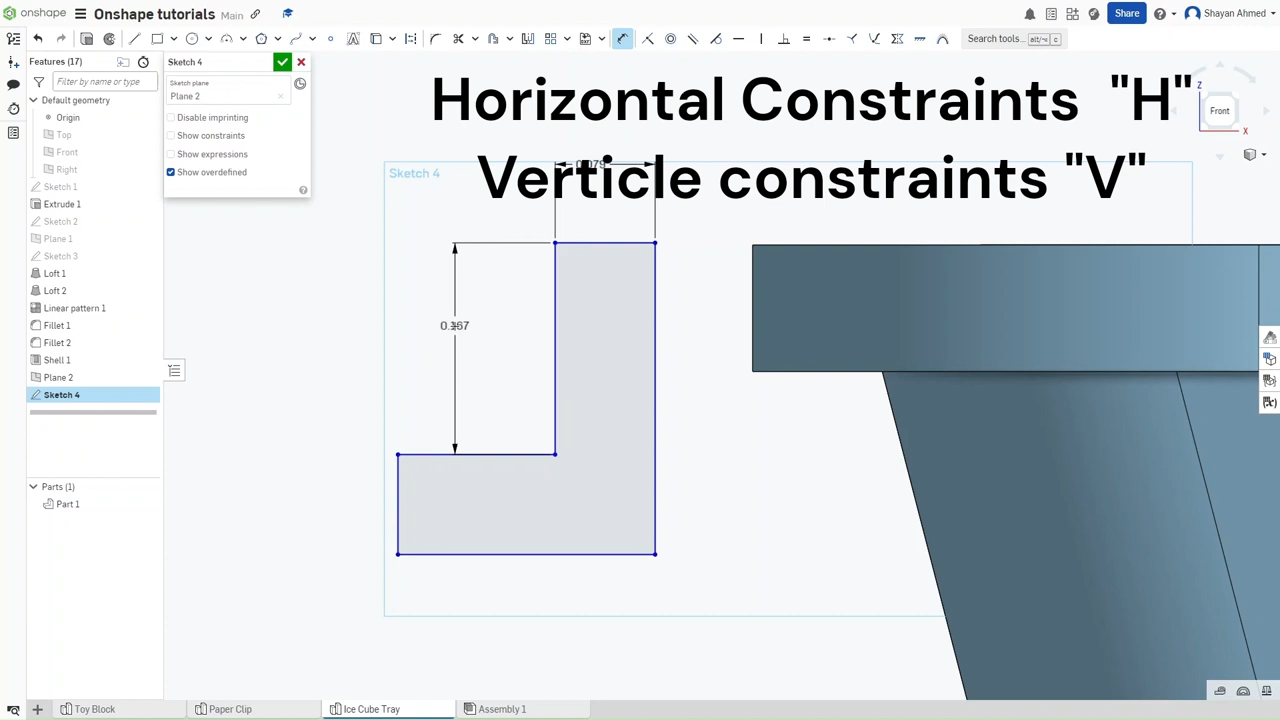 onshape
Onshape tutorials
Main
Share
Shayan Ahmed
Search tools...
alt/⌥
c
Features (17)
Filter by name or type
Default geometry
Origin
Top
Front
Right
Sketch 1
Extrude 1
Sketch 2
Plane 1
Sketch 3
Loft 1
Loft 2
Linear pattern 1
Fillet 1
Fillet 2
Shell 1
Plane 2
Sketch 4
Parts (1)
Part 1
Sketch 4
Sketch plane
Plane 2
Disable imprinting
Show constraints
Show expressions
Show overdefined
Horizontal Constraints "H"
Verticle constraints "V"
Sketch 4
0.079
Z
Front
X
Toy Block
Paper Clip
Ice Cube Tray
Assembly 1